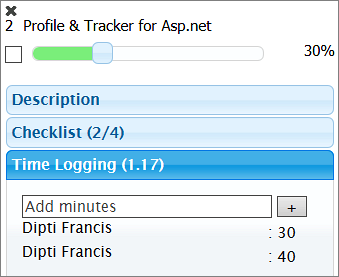 2 Profile & Tracker for Asp.net
30%
Description
Checklist (2/4)
Time Logging (1.17)
Add minutes +
Dipti Francis : 30
Dipti Francis : 40